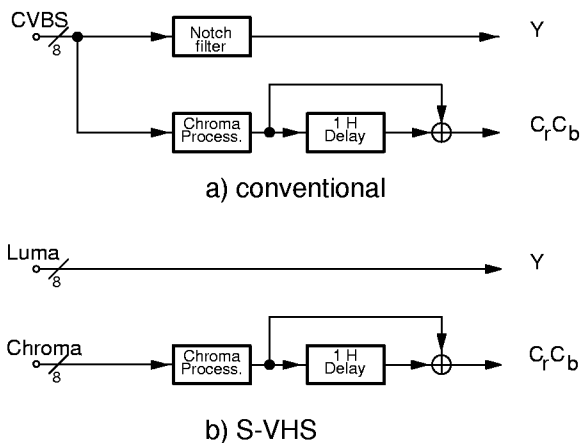 CVBS
8
Notch
filter
Y
Chroma
Process.
1 H
Delay
CrCb
a) conventional
Luma
8
Y
Chroma
8
Chroma
Process.
1 H
Delay
CrCb
b) S-VHS